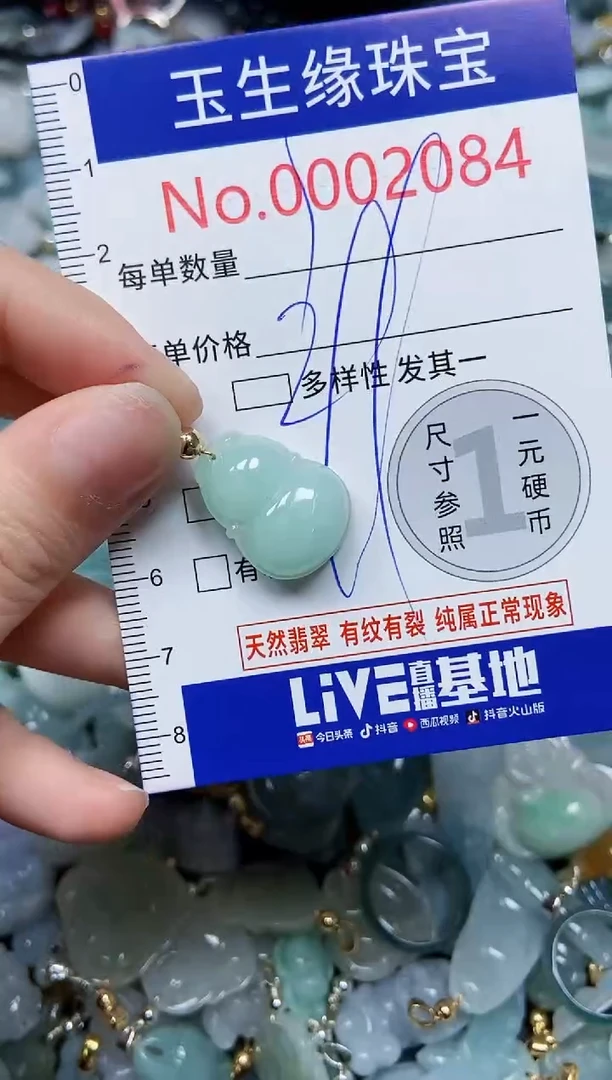 玉生缘珠宝
No.0002084
每单数量
单价格
多样性 发其一
尺寸参照
1
一元硬币
有
天然翡翠 有纹有裂 纯属正常现象
LiVE直播基地
今日头条 抖音 西瓜视频 抖音火山版
0
1
2
6
7
8